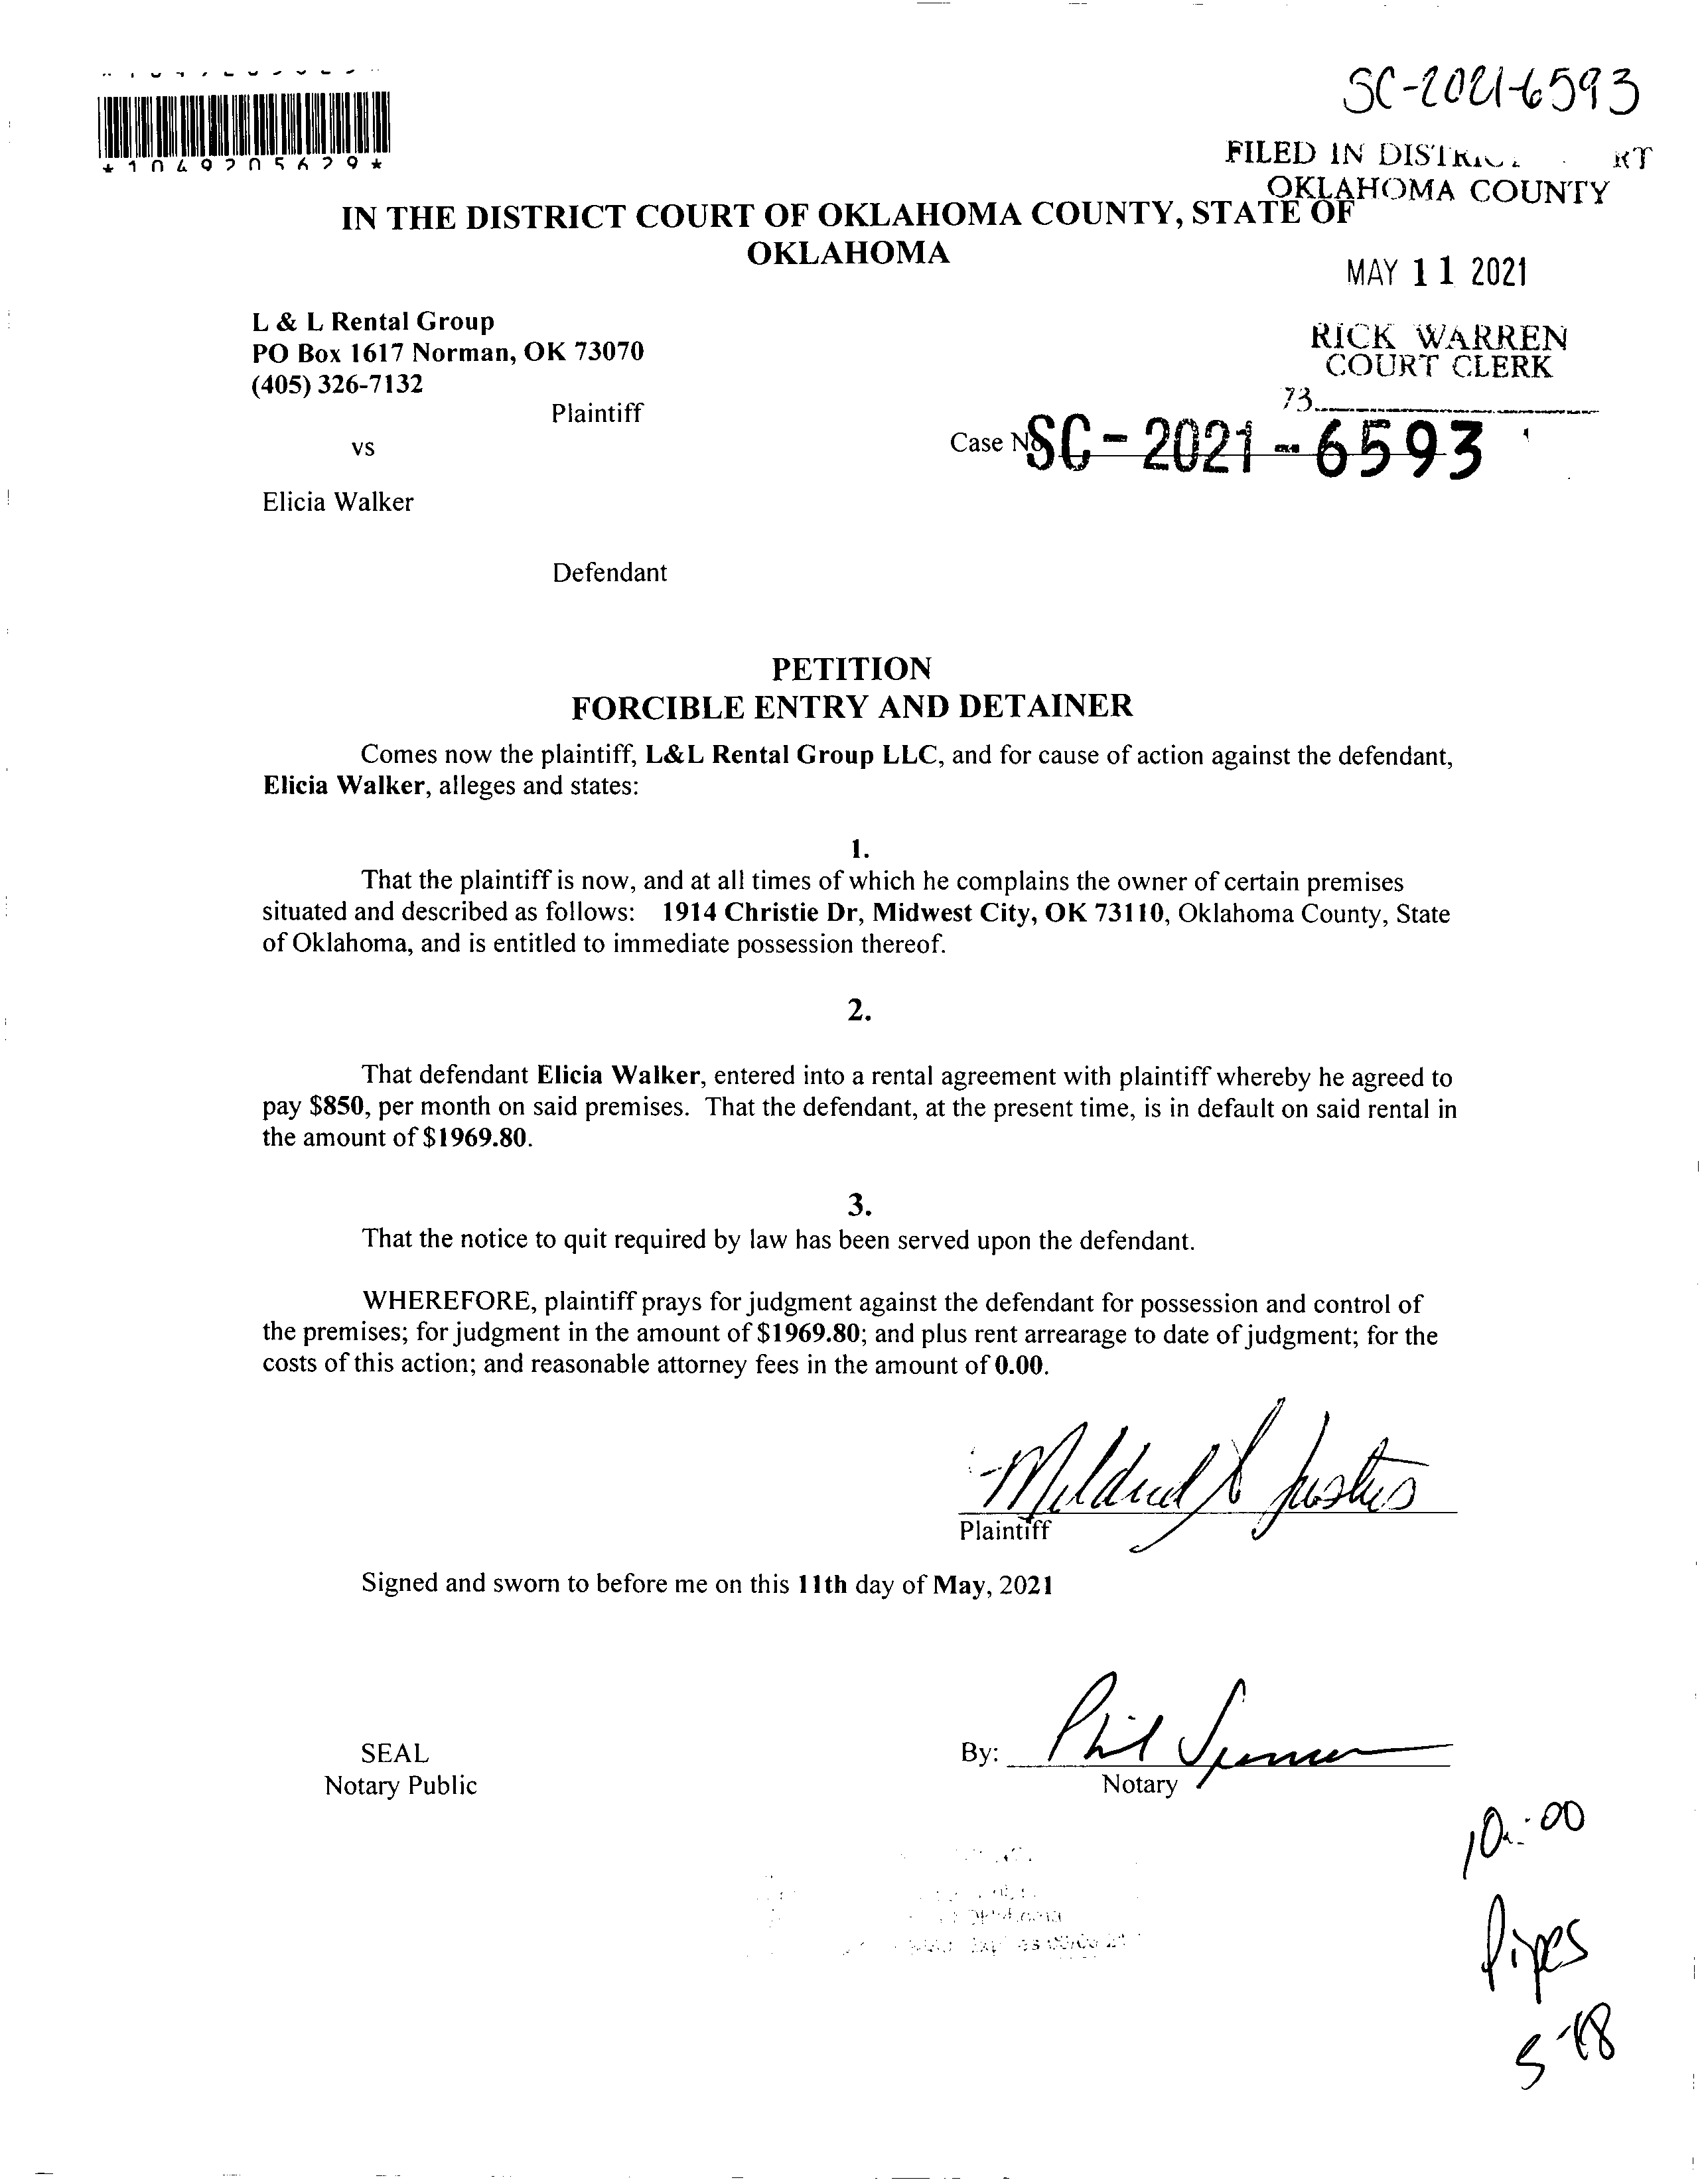 *1049205629*
SC-2021-6593
FILED IN DISTRI
OKLAHOMA COUNTY
IN THE DISTRICT COURT OF OKLAHOMA COUNTY, STATE OF
OKLAHOMA
MAY 11 2021
L & L Rental Group
PO Box 1617 Norman, OK 73070
(405) 326-7132
RICK WARREN
COURT CLERK
73
Plaintiff
vs
Case No SC-2021-6593
Elicia Walker
Defendant
PETITION
FORCIBLE ENTRY AND DETAINER
Comes now the plaintiff, L&L Rental Group LLC, and for cause of action against the defendant,
Elicia Walker, alleges and states:
1.
That the plaintiff is now, and at all times of which he complains the owner of certain premises
situated and described as follows: 1914 Christie Dr, Midwest City, OK 73110, Oklahoma County, State
of Oklahoma, and is entitled to immediate possession thereof.
2.
That defendant Elicia Walker, entered into a rental agreement with plaintiff whereby he agreed to
pay $850, per month on said premises. That the defendant, at the present time, is in default on said rental in
the amount of $1969.80.
3.
That the notice to quit required by law has been served upon the defendant.
WHEREFORE, plaintiff prays for judgment against the defendant for possession and control of
the premises; for judgment in the amount of $1969.80; and plus rent arrearage to date of judgment; for the
costs of this action; and reasonable attorney fees in the amount of 0.00.
Mildred S Justus
Plaintiff
Signed and sworn to before me on this 11th day of May, 2021
SEAL
Notary Public
By: Phil Spencer
Notary
10:00
Pipes
5-18